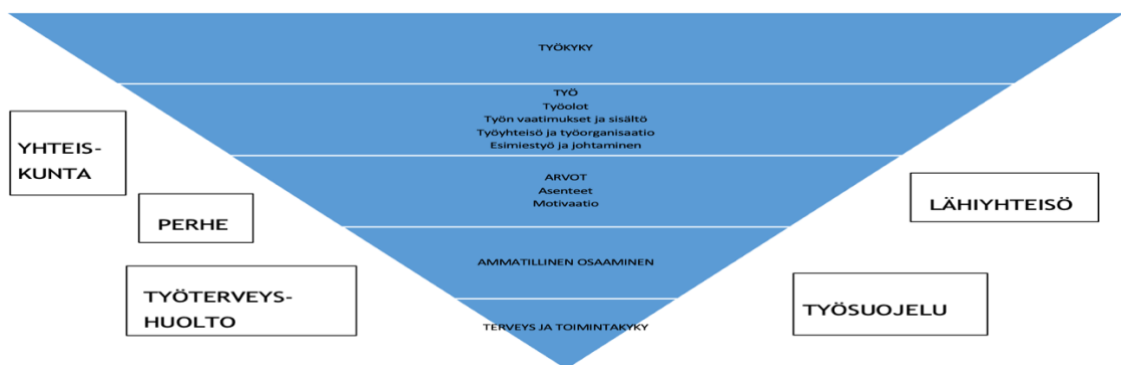 TYÖKYKY
TYÖ
Työolot
Työn vaatimukset ja sisältö
Työyhteisö ja työorganisaatio
Esimiestyö ja johtaminen
ARVOT
Asenteet
Motivaatio
AMMATILLINEN OSAAMINEN
TERVEYS JA TOIMINTAKYKY
YHTEIS-
KUNTA
PERHE
TYÖTERVEYS-
HUOLTO
LÄHIYHTEISÖ
TYÖSUOJELU